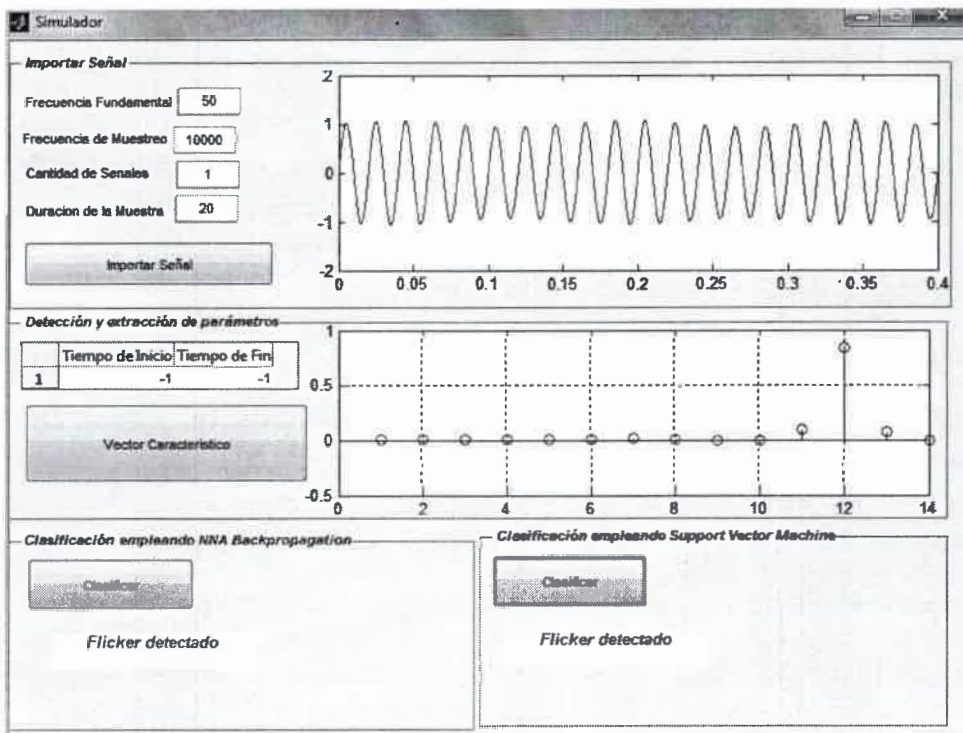 Simulador
Importar Señal
Frecuencia Fundamental 50
Frecuencia de Muestreo 10000
Cantidad de Senales 1
Duracion de la Muestra 20
Importar Señal
2
1
0
-1
-2
0 0.05 0.1 0.15 0.2 0.25 0.3 0.35 0.4
Detección y extracción de parámetros
Tiempo de Inicio Tiempo de Fin
1 -1 -1
Vector Caracteristico
1
0.5
0
-0.5
0 2 4 6 8 10 12 14
Clasificación empleando NNA Backpropagation
Clasificar
Flicker detectado
Clasificación empleando Support Vector Machine
Clasificar
Flicker detectado